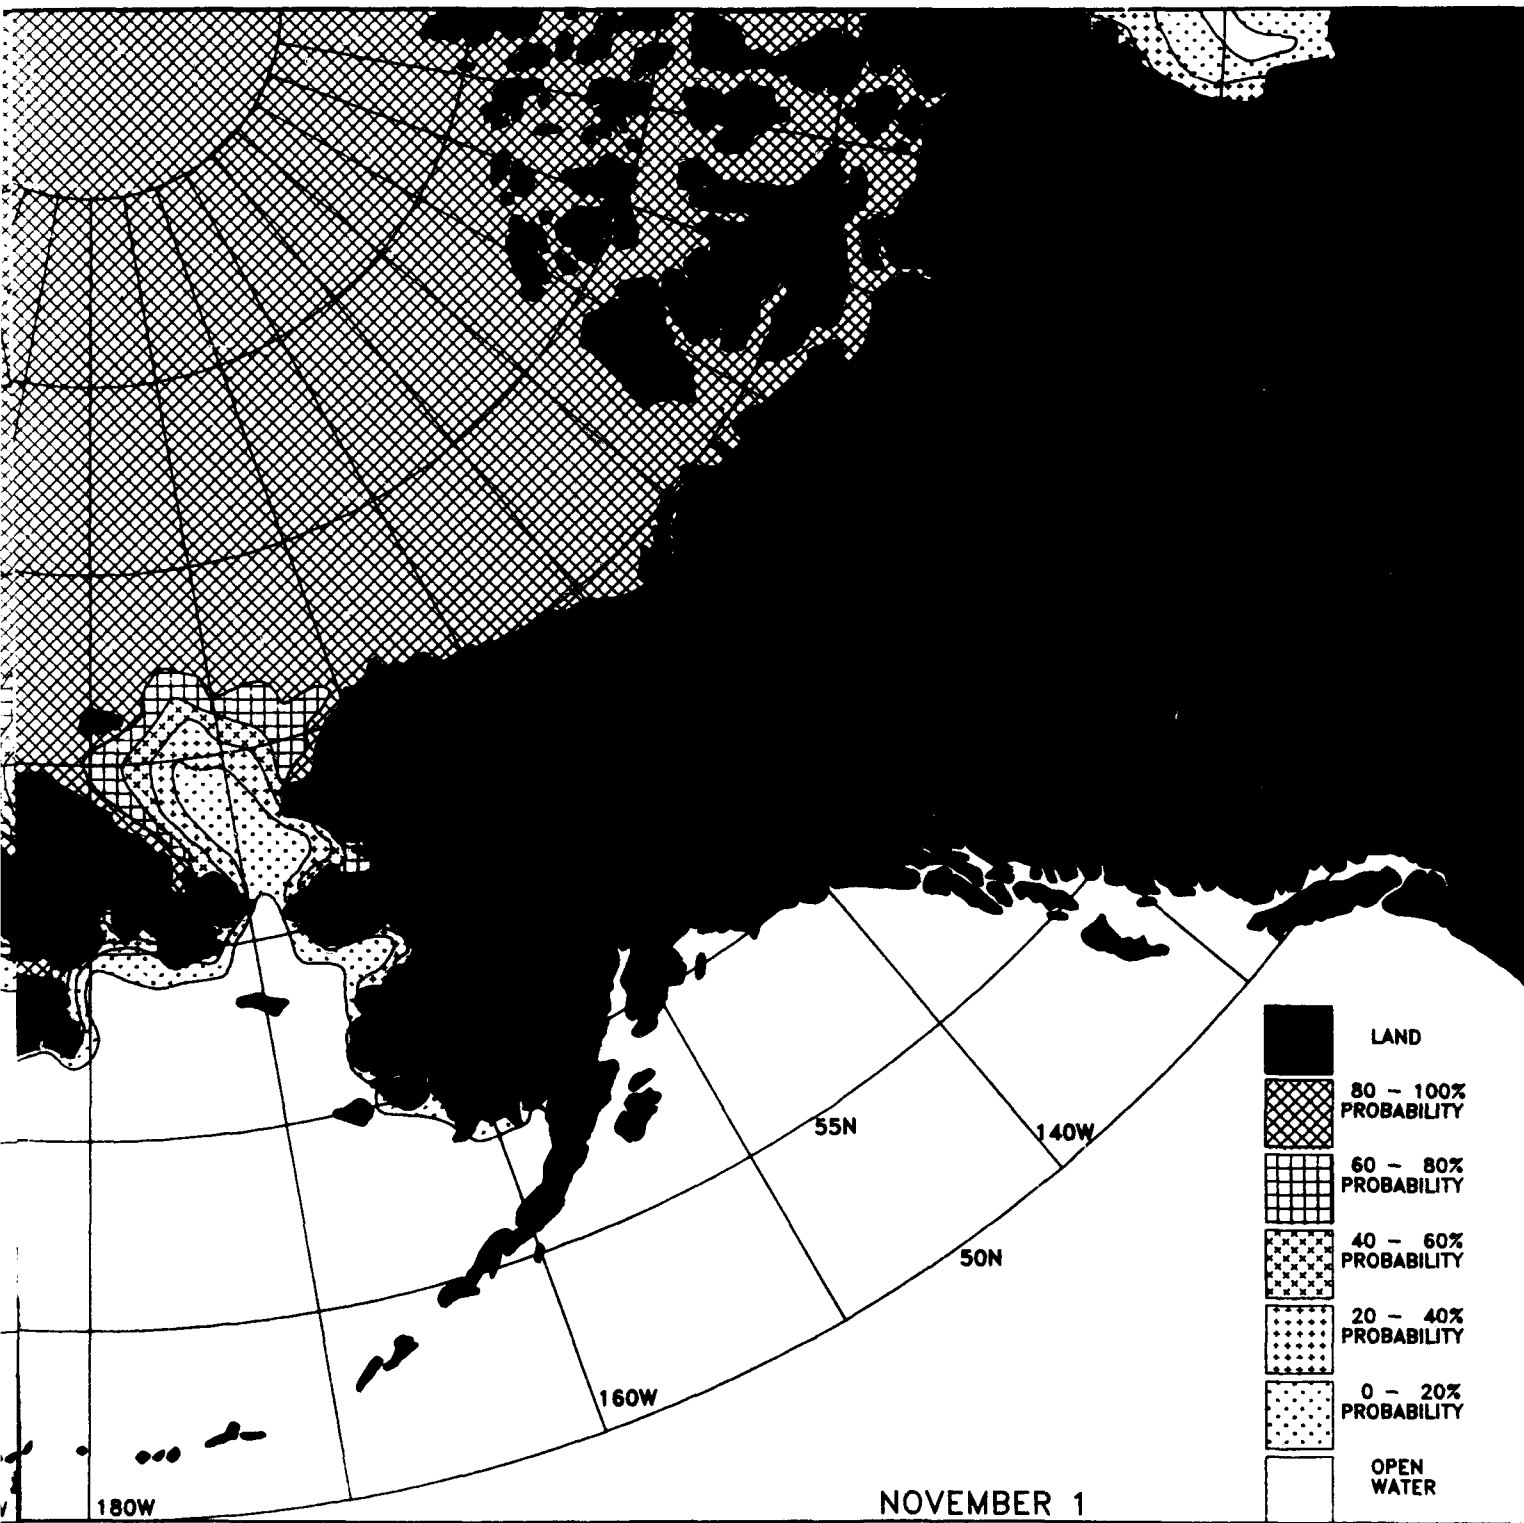 LAND
80 - 100%
PROBABILITY
60 - 80%
PROBABILITY
40 - 60%
PROBABILITY
20 - 40%
PROBABILITY
0 - 20%
PROBABILITY
OPEN
WATER
55N
140W
50N
160W
180W
NOVEMBER 1